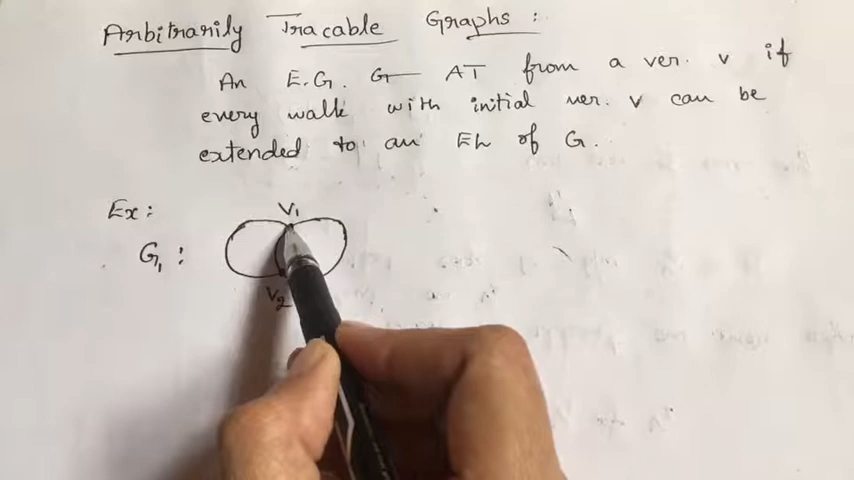 Arbitrarily Tracable Graphs :
An E.G. G AT from a ver. v if
every walk with initial ver. v can be
extended to an EL of G.
Ex:
V1
G1 :
V2